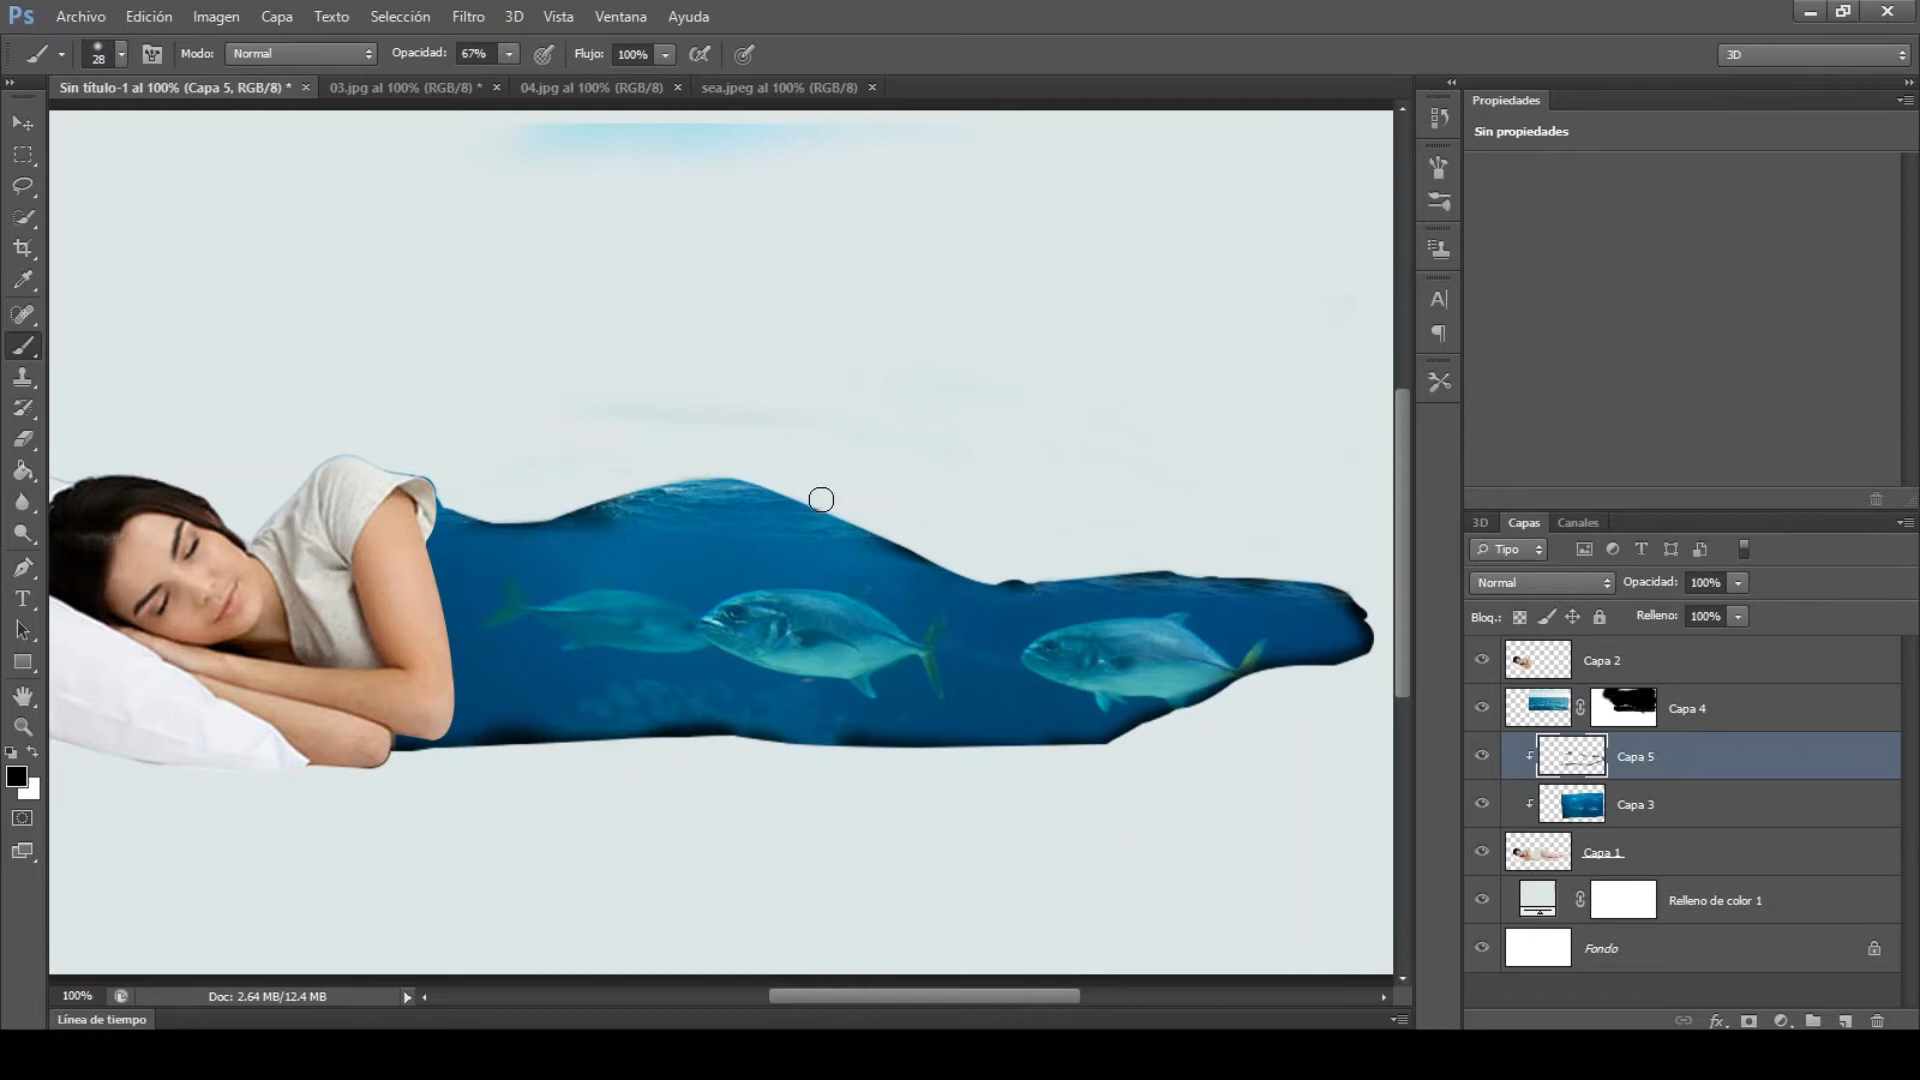 Ps Archivo Edición Imagen Capa Texto Selección Filtro 3D Vista Ventana Ayuda
28 Modo: Normal Opacidad: 67% Flujo: 100% 3D
Sin título-1 al 100% (Capa 5, RGB/8) * × 03.jpg al 100% (RGB/8) * × 04.jpg al 100% (RGB/8) × sea.jpeg al 100% (RGB/8) ×
Propiedades
Sin propiedades
3D Capas Canales
Tipo
Normal Opacidad: 100%
Bloq.: Relleno: 100%
Capa 2
Capa 4
Capa 5
Capa 3
Capa 1
Relleno de color 1
Fondo
100% Doc: 2.64 MB/12.4 MB
Línea de tiempo